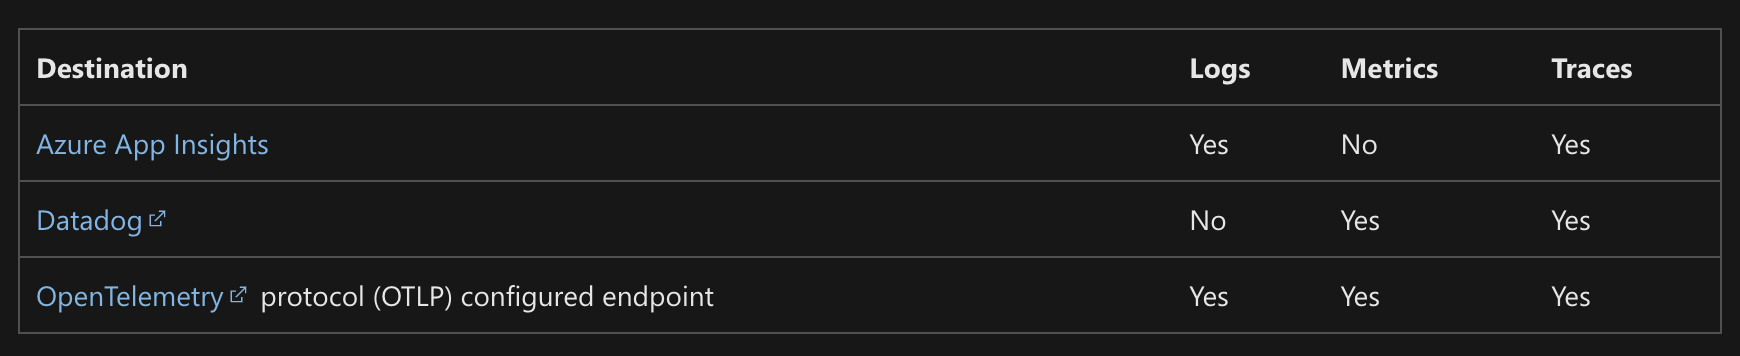 Destination Logs Metrics Traces
Azure App Insights Yes No Yes
Datadog No Yes Yes
OpenTelemetry protocol (OTLP) configured endpoint Yes Yes Yes